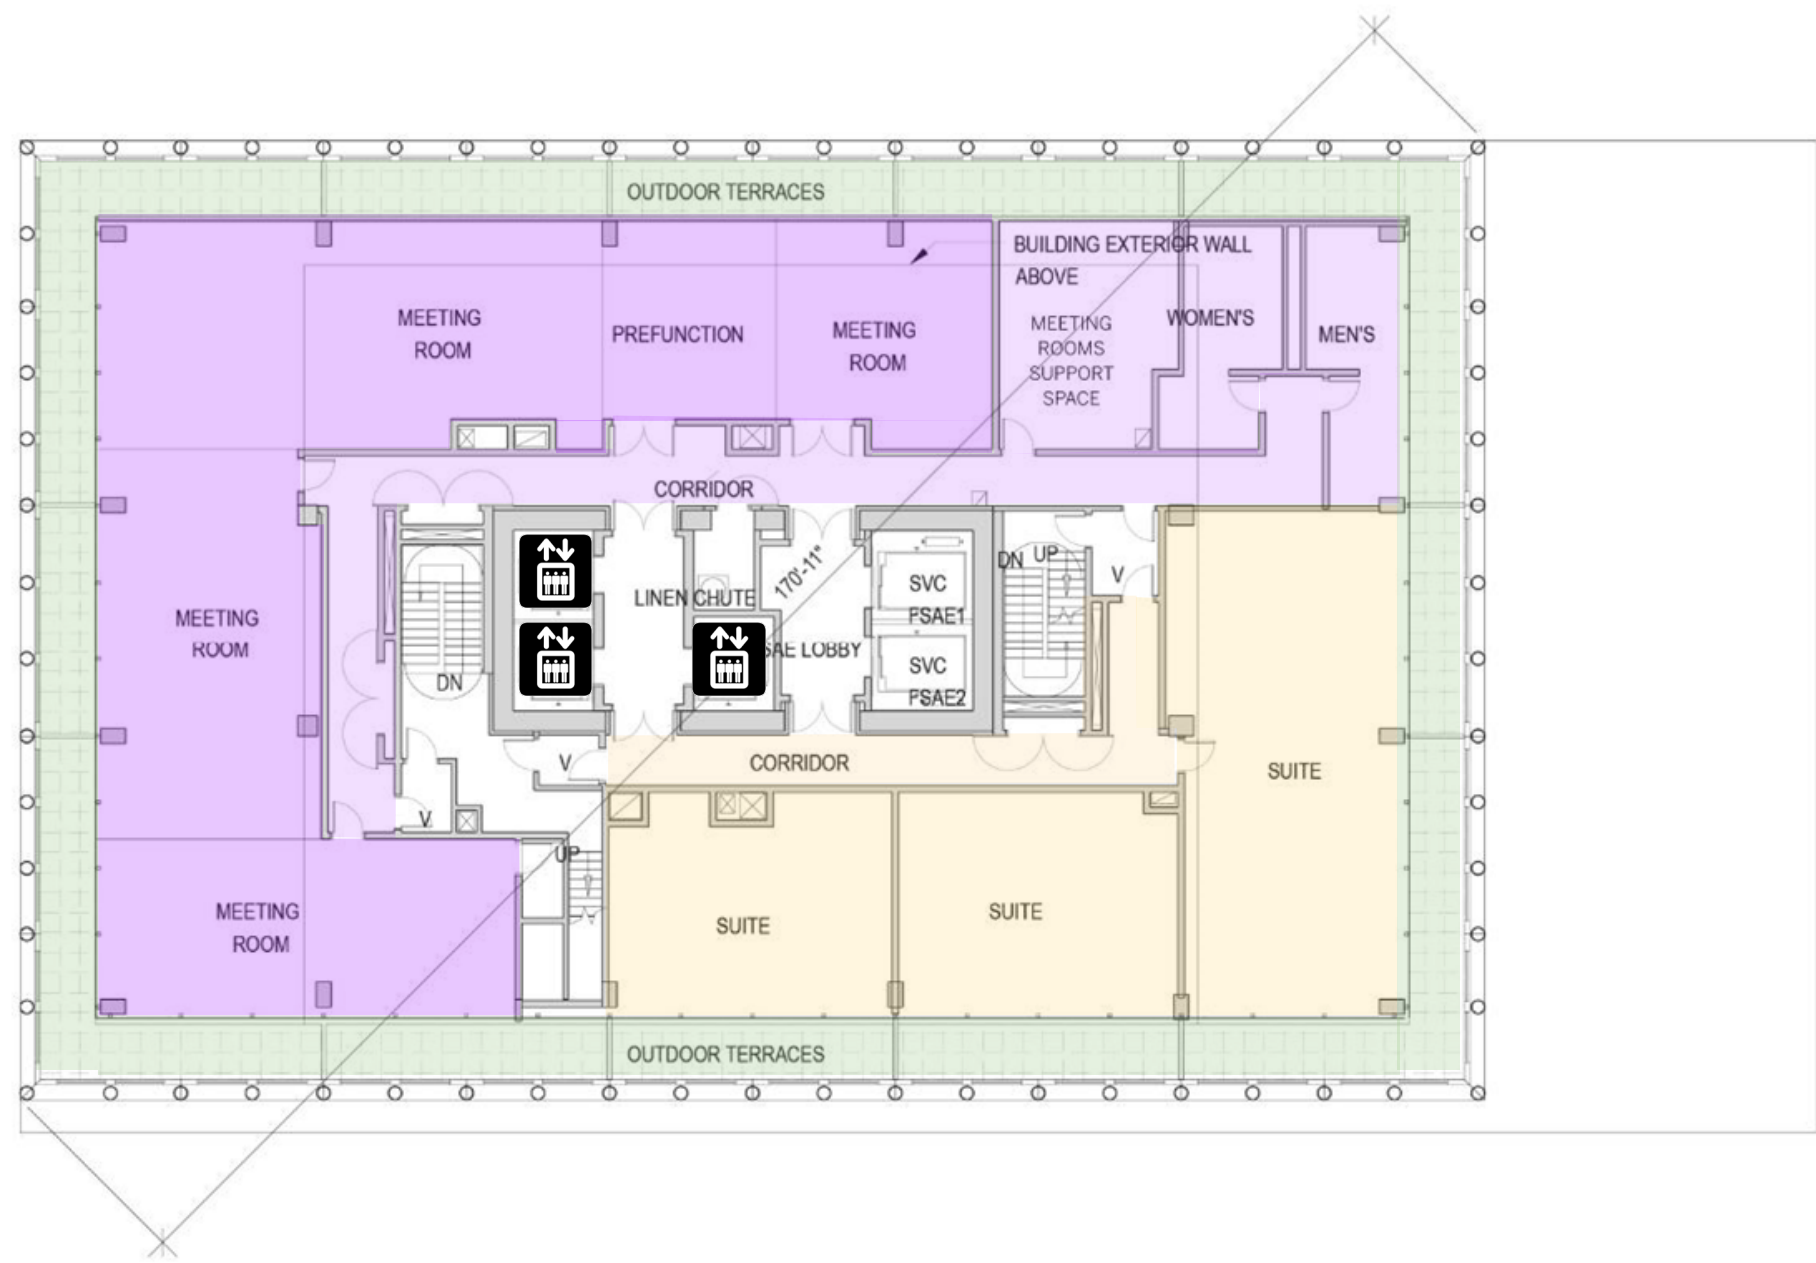 OUTDOOR TERRACES
BUILDING EXTERIOR WALL
ABOVE
MEETING
ROOM
PREFUNCTION
MEETING
ROOM
MEETING
ROOMS
SUPPORT
SPACE
WOMEN'S
MEN'S
CORRIDOR
MEETING
ROOM
DN
LINEN CHUTE
170'-11"
SAE LOBBY
SVC
FSAE1
SVC
FSAE2
DN
UP
V
V
CORRIDOR
V
SUITE
UP
MEETING
ROOM
SUITE
SUITE
OUTDOOR TERRACES